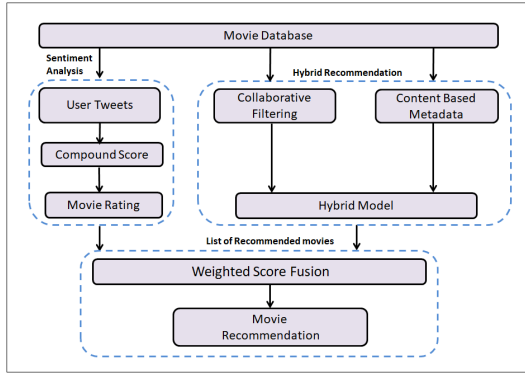 Movie Database
Sentiment
Analysis
Hybrid Recommendation
User Tweets
Collaborative
Filtering
Content Based
Metadata
Compound Score
Movie Rating
Hybrid Model
List of Recommended movies
Weighted Score Fusion
Movie
Recommendation